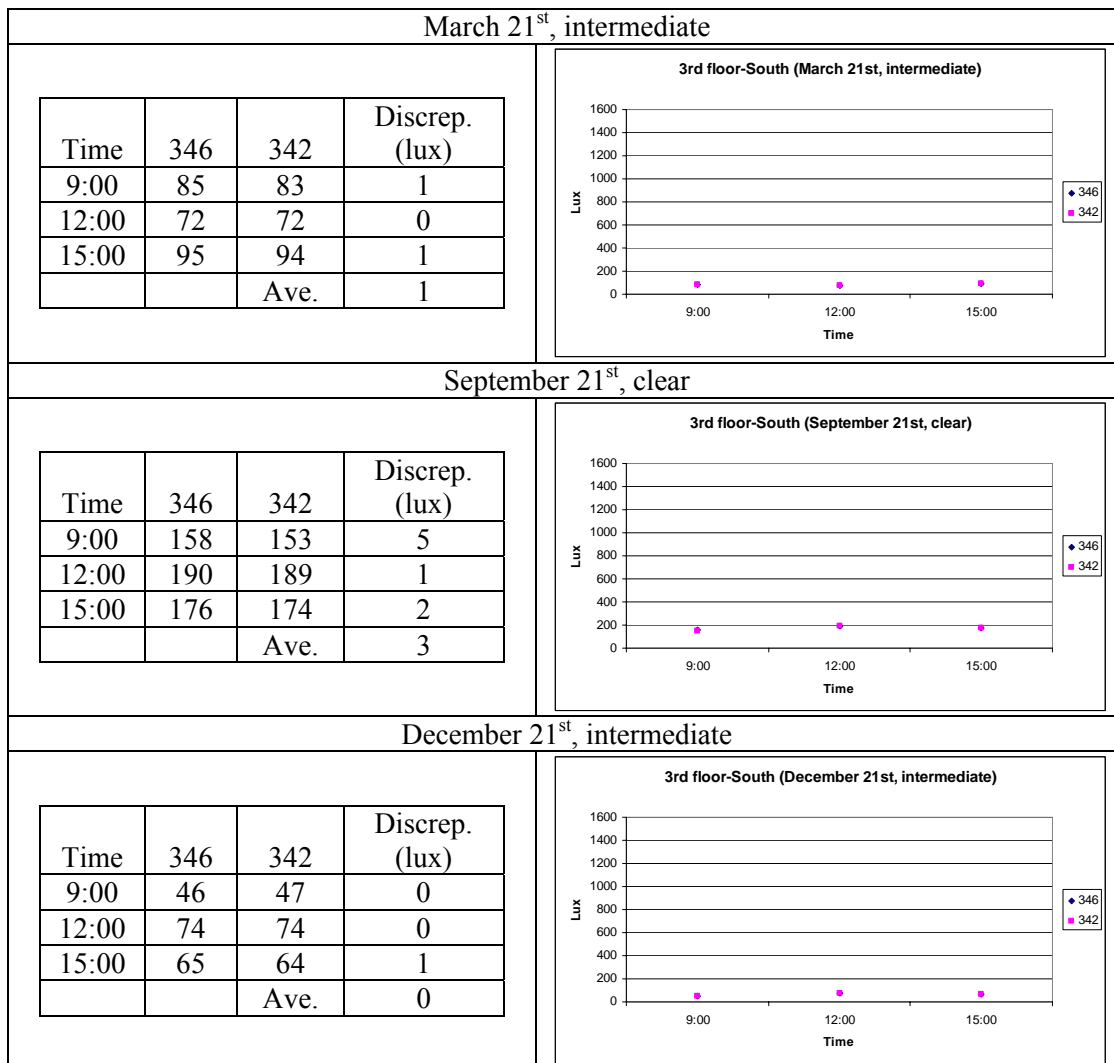 March 21st, intermediate
Time 346 342 Discrep. (lux)
9:00 85 83 1
12:00 72 72 0
15:00 95 94 1
Ave. 1
3rd floor-South (March 21st, intermediate)
1600
1400
1200
1000
800
600
400
200
0
Lux
9:00 12:00 15:00
Time
346
342
September 21st, clear
Time 346 342 Discrep. (lux)
9:00 158 153 5
12:00 190 189 1
15:00 176 174 2
Ave. 3
3rd floor-South (September 21st, clear)
1600
1400
1200
1000
800
600
400
200
0
Lux
9:00 12:00 15:00
Time
346
342
December 21st, intermediate
Time 346 342 Discrep. (lux)
9:00 46 47 0
12:00 74 74 0
15:00 65 64 1
Ave. 0
3rd floor-South (December 21st, intermediate)
1600
1400
1200
1000
800
600
400
200
0
Lux
9:00 12:00 15:00
Time
346
342